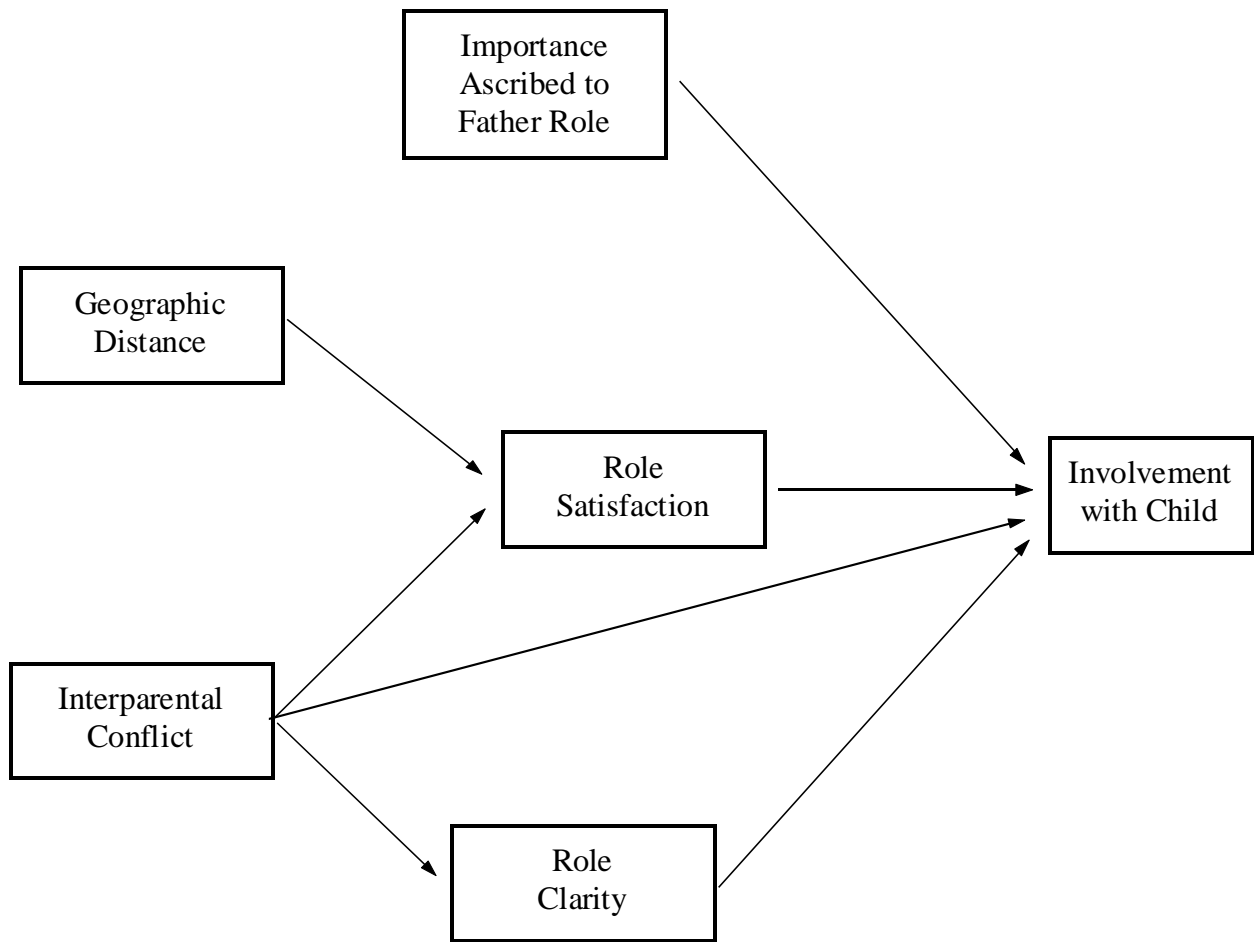 Importance
Ascribed to
Father Role
Geographic
Distance
Role
Satisfaction
Involvement
with Child
Interparental
Conflict
Role
Clarity